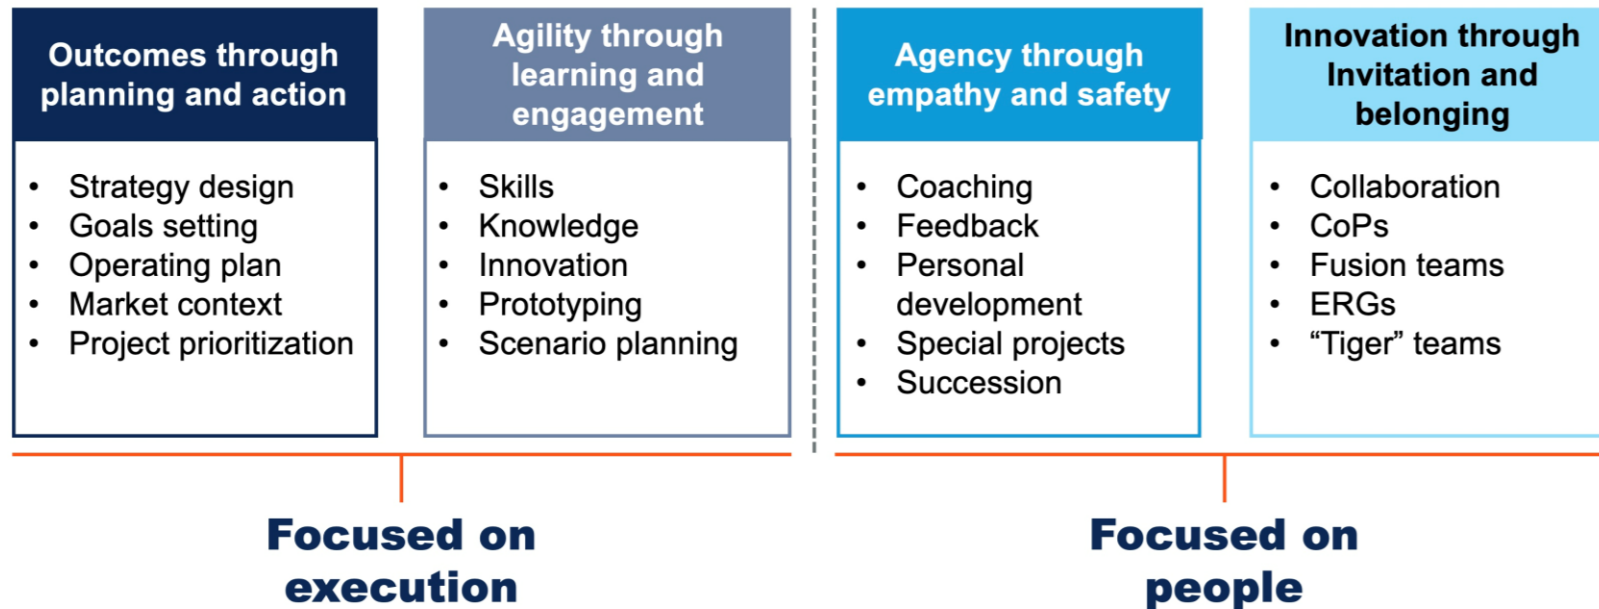 Outcomes through
planning and action
• Strategy design
• Goals setting
• Operating plan
• Market context
• Project prioritization
Agility through
learning and
engagement
• Skills
• Knowledge
• Innovation
• Prototyping
• Scenario planning
Agency through
empathy and safety
• Coaching
• Feedback
• Personal
development
• Special projects
• Succession
Innovation through
Invitation and
belonging
• Collaboration
• CoPs
• Fusion teams
• ERGs
• “Tiger” teams
Focused on
execution
Focused on
people